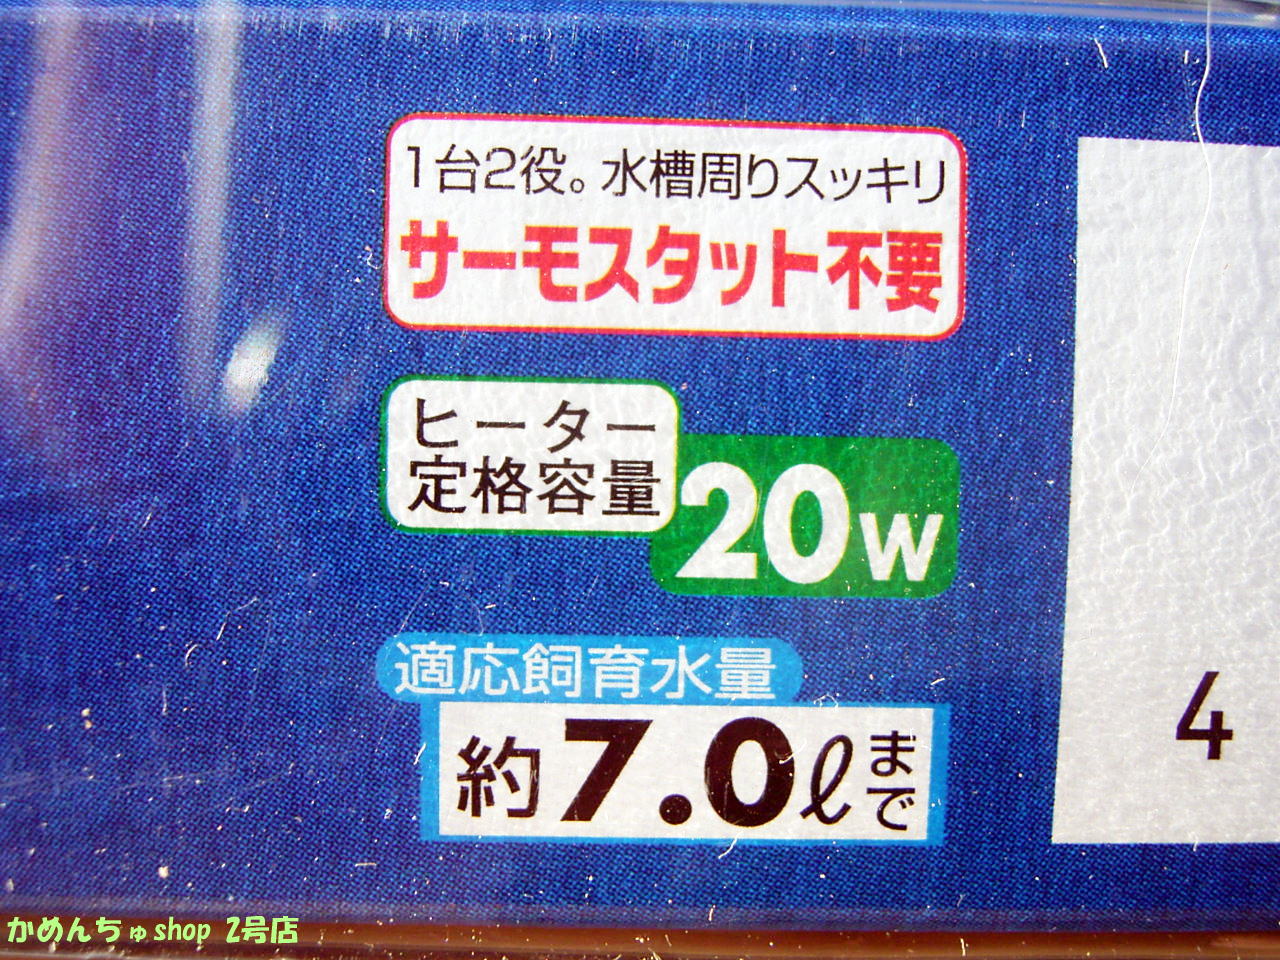 1台2役。水槽周りスッキリ
サーモスタット不要
ヒーター
定格容量
20W
適応飼育水量
約7.0ℓまで
4
かめんちゅshop 2号店